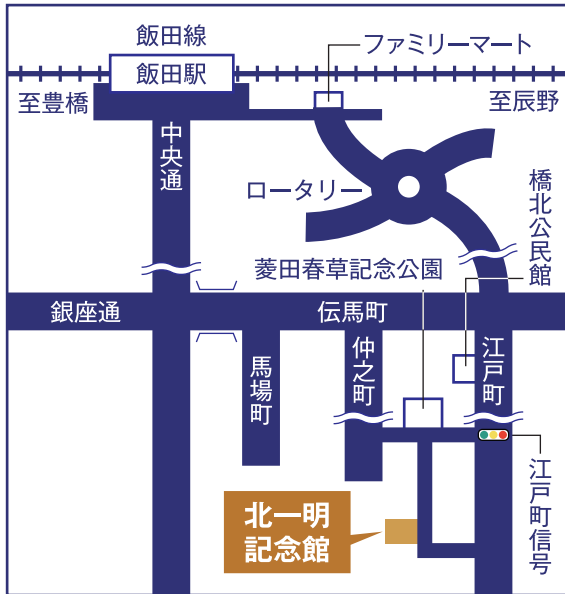 飯田線
飯田駅
ファミリーマート
至豊橋
至辰野
中央通
ロータリー
橋北公民館
菱田春草記念公園
銀座通
伝馬町
馬場町
仲之町
江戸町
江戸町信号
北一明
記念館